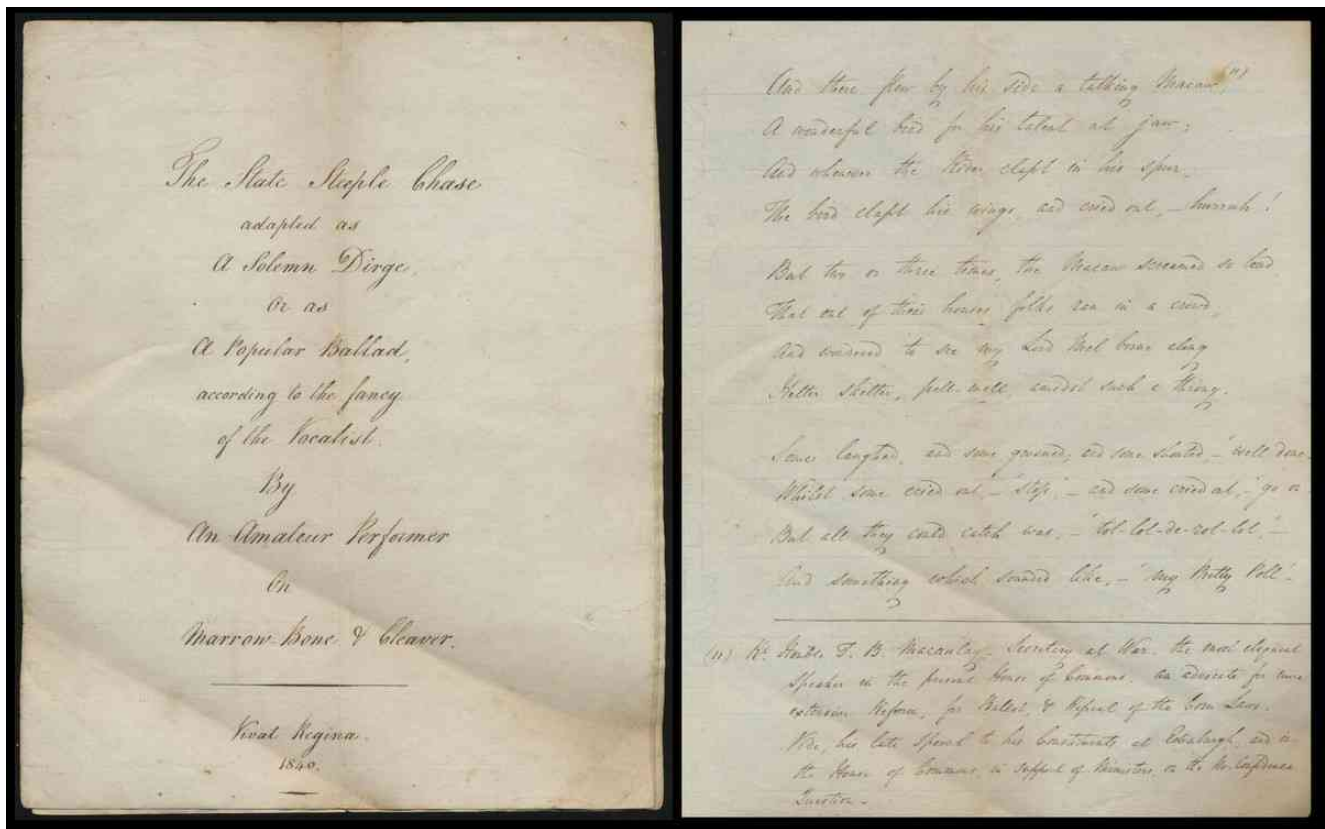 The State Steeple Chase
adapted as
A Solemn Dirge,
Or as
A Popular Ballad,
according to the fancy
of the Vocalist.
By
An Amateur Performer
On
Marrow-Bone & Cleaver.
Vivat Regina.
1840.
And there flew by his side a talking Macaw, (11)
A wonderful bird for his talent at jaw;
And whenever the Rider clapt in his spur,
The bird clapt his wings, and cried out, – hurrah!
But two or three times, the Macaw screamed so loud,
That out of their houses, folks ran in a crowd,
And wondered to see my Lord Mel borne along
Helter skelter, pell-mell, amidst such a throng.
Some laughed, and some groaned, and some shouted, – 'well done,
Whilst some cried out, – 'stop,' – and some cried out, – 'go on
But all they could catch was, – 'tol-lol-de-rol-lol,' –
And something which sounded like, – 'my Pretty Poll'.
(11) Rt. Honble. T. B. Macaulay – Secretary at War. the most eloquent
Speaker in the present House of Commons. an advocate for more
extensive Reform, for Ballot, & Repeal of the Corn Laws.
Vide, his late Speech to his Constituents at Edinburgh, and in
the House of Commons, in support of Ministers, on the No-Confidence
Question –